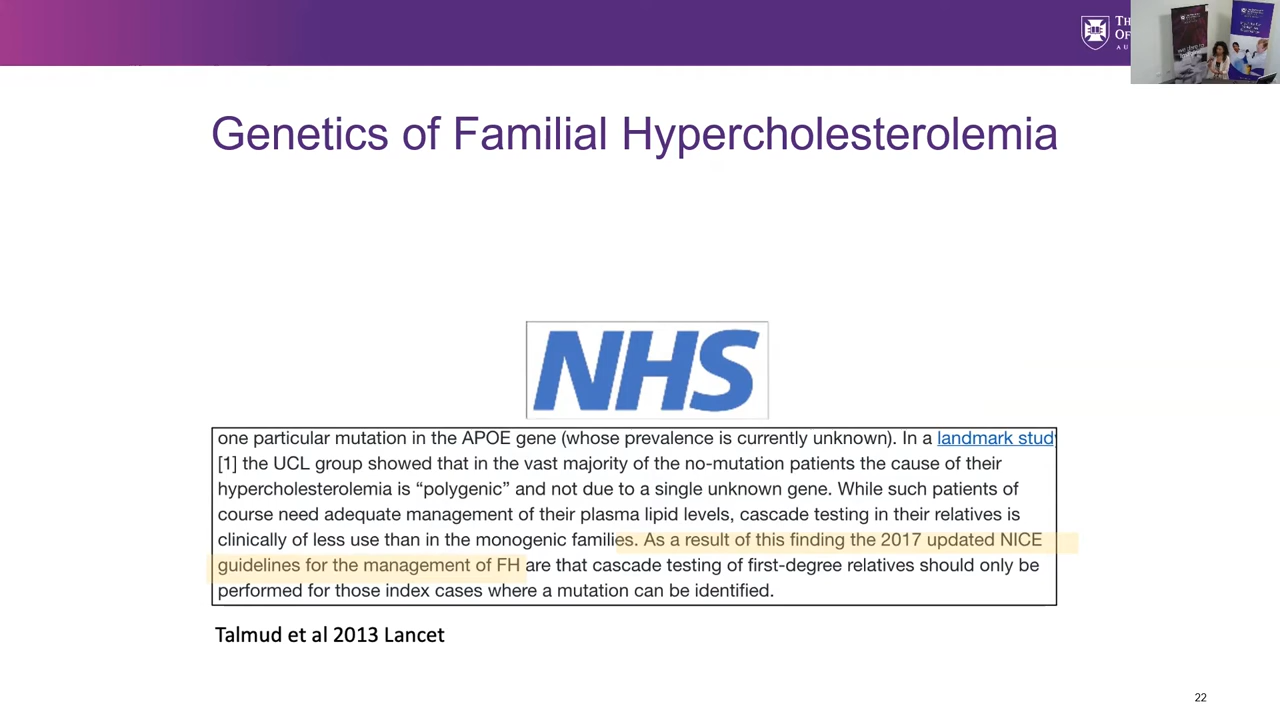 Genetics of Familial Hypercholesterolemia
NHS
one particular mutation in the APOE gene (whose prevalence is currently unknown). In a landmark stud
[1] the UCL group showed that in the vast majority of the no-mutation patients the cause of their
hypercholesterolemia is “polygenic” and not due to a single unknown gene. While such patients of
course need adequate management of their plasma lipid levels, cascade testing in their relatives is
clinically of less use than in the monogenic families. As a result of this finding the 2017 updated NICE
guidelines for the management of FH are that cascade testing of first-degree relatives should only be
performed for those index cases where a mutation can be identified.
Talmud et al 2013 Lancet
22